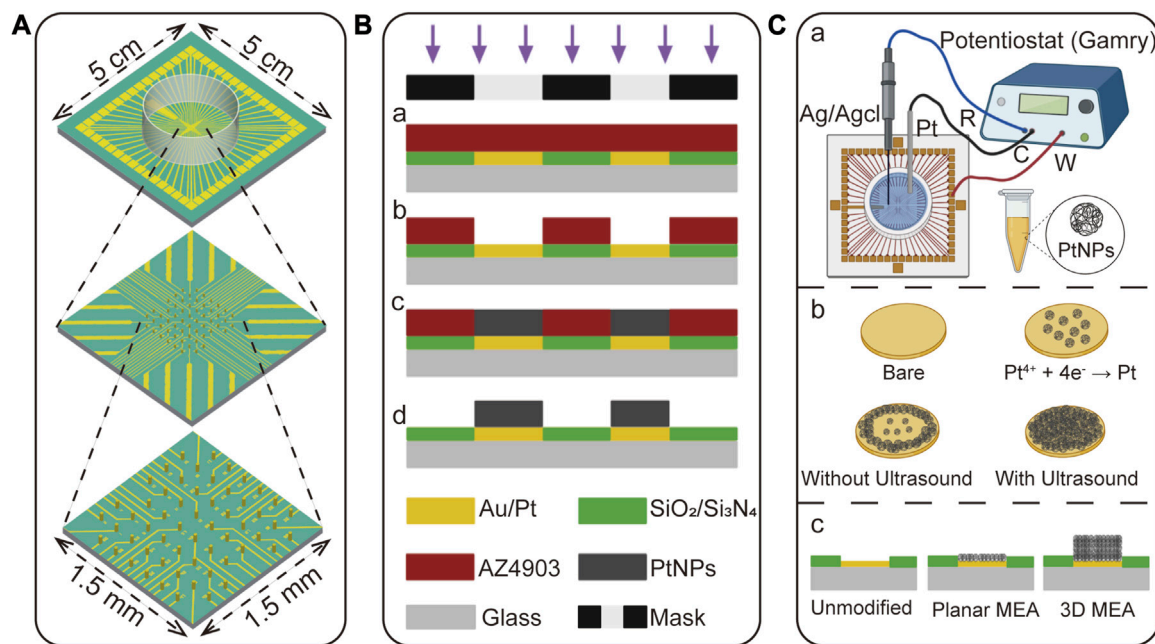 A
5 cm
5 cm
1.5 mm
1.5 mm
B
a
b
c
d
Au/Pt
SiO₂/Si₃N₄
AZ4903
PtNPs
Glass
Mask
C
a
Potentiostat (Gamry)
Ag/Agcl
Pt
R
C
W
PtNPs
b
Bare
Pt⁴⁺ + 4e⁻ → Pt
Without Ultrasound
With Ultrasound
c
Unmodified
Planar MEA
3D MEA